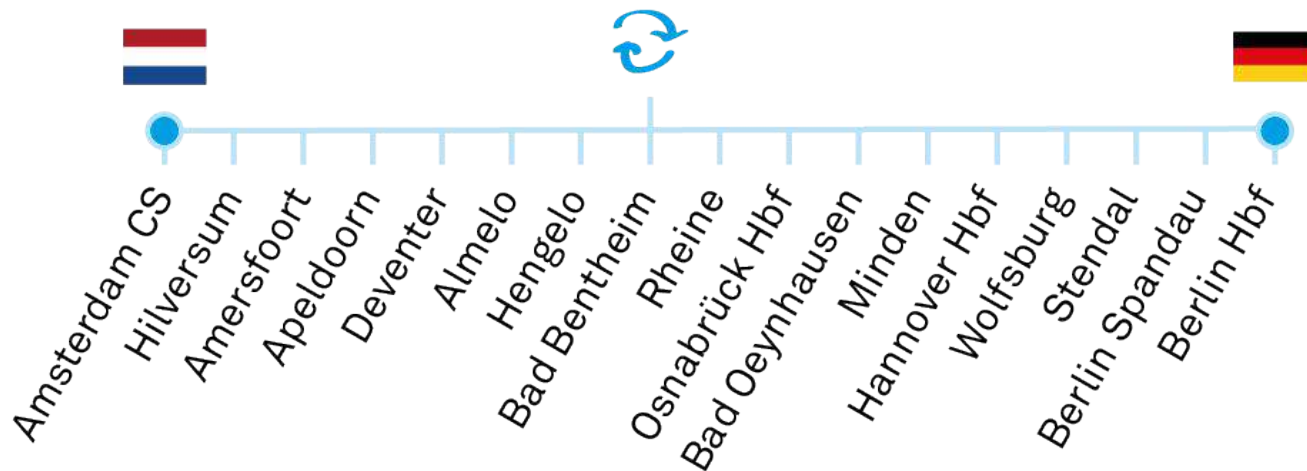 Amsterdam CS
Hilversum
Amersfoort
Apeldoorn
Deventer
Almelo
Hengelo
Bad Bentheim
Rheine
Osnabrück Hbf
Bad Oeynhausen
Minden
Hannover Hbf
Wolfsburg
Stendal
Berlin Spandau
Berlin Hbf